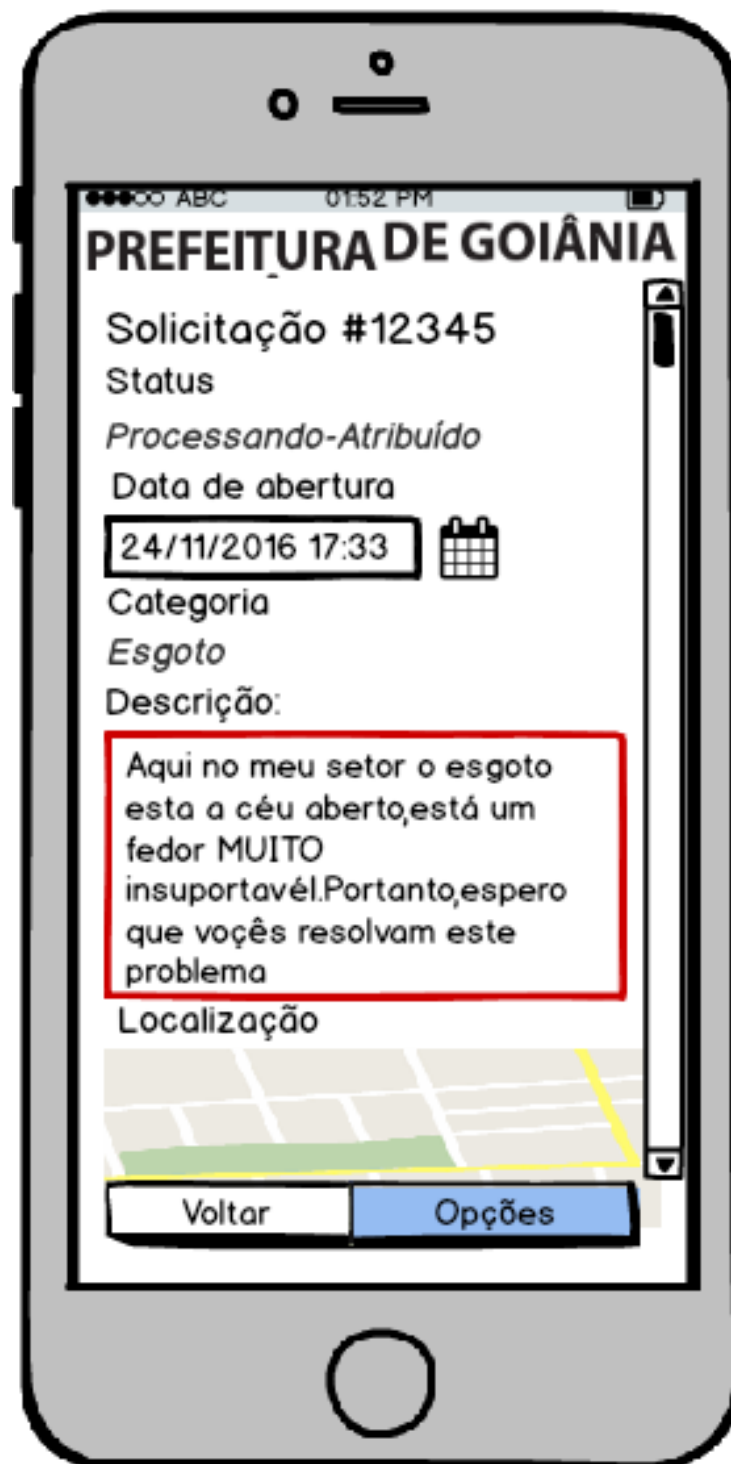 ABC 01:52 PM
PREFEITURA DE GOIÂNIA
Solicitação #12345
Status
Processando-Atribuído
Data de abertura
24/11/2016 17:33
Categoria
Esgoto
Descrição:
Aqui no meu setor o esgoto
esta a céu aberto,está um
fedor MUITO
insuportavél.Portanto,espero
que voçês resolvam este
problema
Localização
Voltar Opções